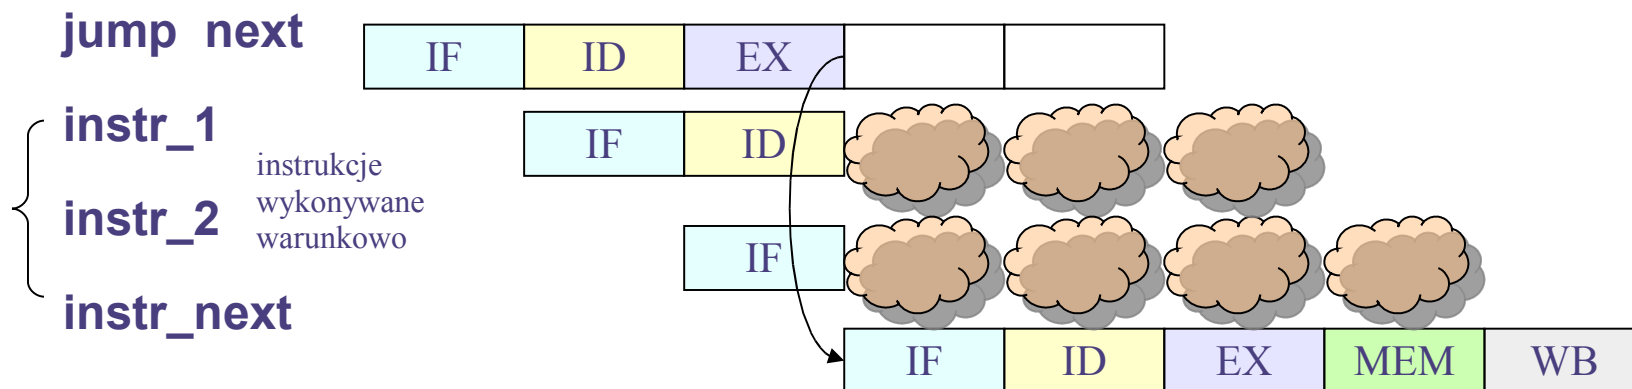 jump next IF ID EX
instr_1 IF ID
instrukcje
wykonywane
warunkowo
instr_2 IF
instr_next IF ID EX MEM WB